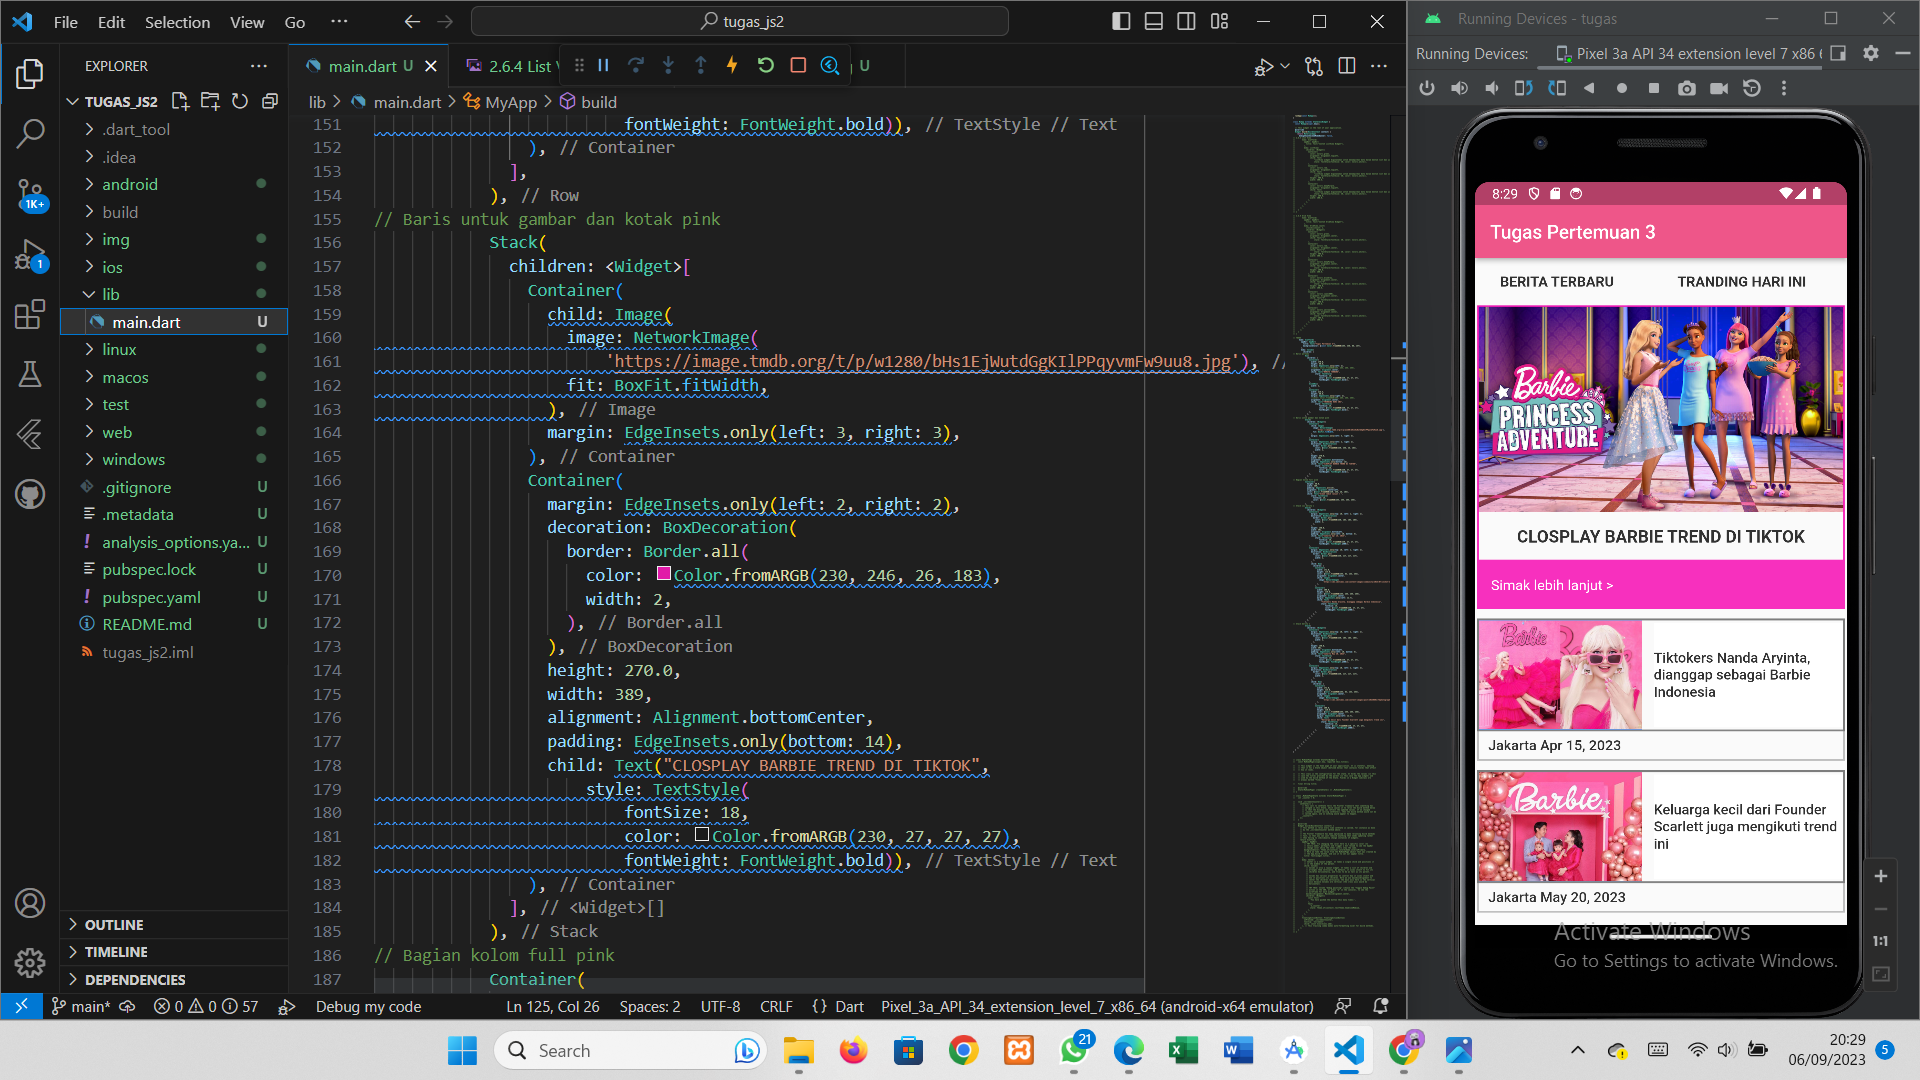 File Edit Selection View Go ···
tugas_js2
EXPLORER
main.dart U
2.6.4 List
U
TUGAS_JS2
lib > main.dart > MyApp > build
.dart_tool
.idea
android
build
img
ios
lib
main.dart U
linux
macos
test
web
windows
.gitignore U
.metadata U
analysis_options.ya... U
pubspec.lock U
pubspec.yaml U
README.md U
tugas_js2.iml
OUTLINE
TIMELINE
DEPENDENCIES
1K+
1
151 fontWeight: FontWeight.bold)), // TextStyle // Text
152 ), // Container
153 ],
154 ), // Row
155 // Baris untuk gambar dan kotak pink
156 Stack(
157 children: <Widget>[
158 Container(
159 child: Image(
160 image: NetworkImage(
161 'https://image.tmdb.org/t/p/w1280/bHs1EjWutdGgKIlPPqyvmFw9uu8.jpg'), //
162 fit: BoxFit.fitWidth,
163 ), // Image
164 margin: EdgeInsets.only(left: 3, right: 3),
165 ), // Container
166 Container(
167 margin: EdgeInsets.only(left: 2, right: 2),
168 decoration: BoxDecoration(
169 border: Border.all(
170 color: Color.fromARGB(230, 246, 26, 183),
171 width: 2,
172 ), // Border.all
173 ), // BoxDecoration
174 height: 270.0,
175 width: 389,
176 alignment: Alignment.bottomCenter,
177 padding: EdgeInsets.only(bottom: 14),
178 child: Text("CLOSPLAY BARBIE TREND DI TIKTOK",
179 style: TextStyle(
180 fontSize: 18,
181 color: Color.fromARGB(230, 27, 27, 27),
182 fontWeight: FontWeight.bold)), // TextStyle // Text
183 ), // Container
184 ], // <Widget>[]
185 ), // Stack
186 // Bagian kolom full pink
187 Container(
main* 0 0 57 Debug my code Ln 125, Col 26 Spaces: 2 UTF-8 CRLF {} Dart Pixel_3a_API_34_extension_level_7_x86_64 (android-x64 emulator)
Running Devices - tugas
Running Devices: Pixel 3a API 34 extension level 7 x86
8:29
Tugas Pertemuan 3
BERITA TERBARU TRANDING HARI INI
Barbie
PRINCESS
ADVENTURE
CLOSPLAY BARBIE TREND DI TIKTOK
Simak lebih lanjut >
Barbie
Tiktokers Nanda Aryinta,
dianggap sebagai Barbie
Indonesia
Jakarta Apr 15, 2023
Barbie
Keluarga kecil dari Founder
Scarlett juga mengikuti trend
ini
Jakarta May 20, 2023
1:1
Activate Windows
Go to Settings to activate Windows.
Search
21
20:29
06/09/2023
5